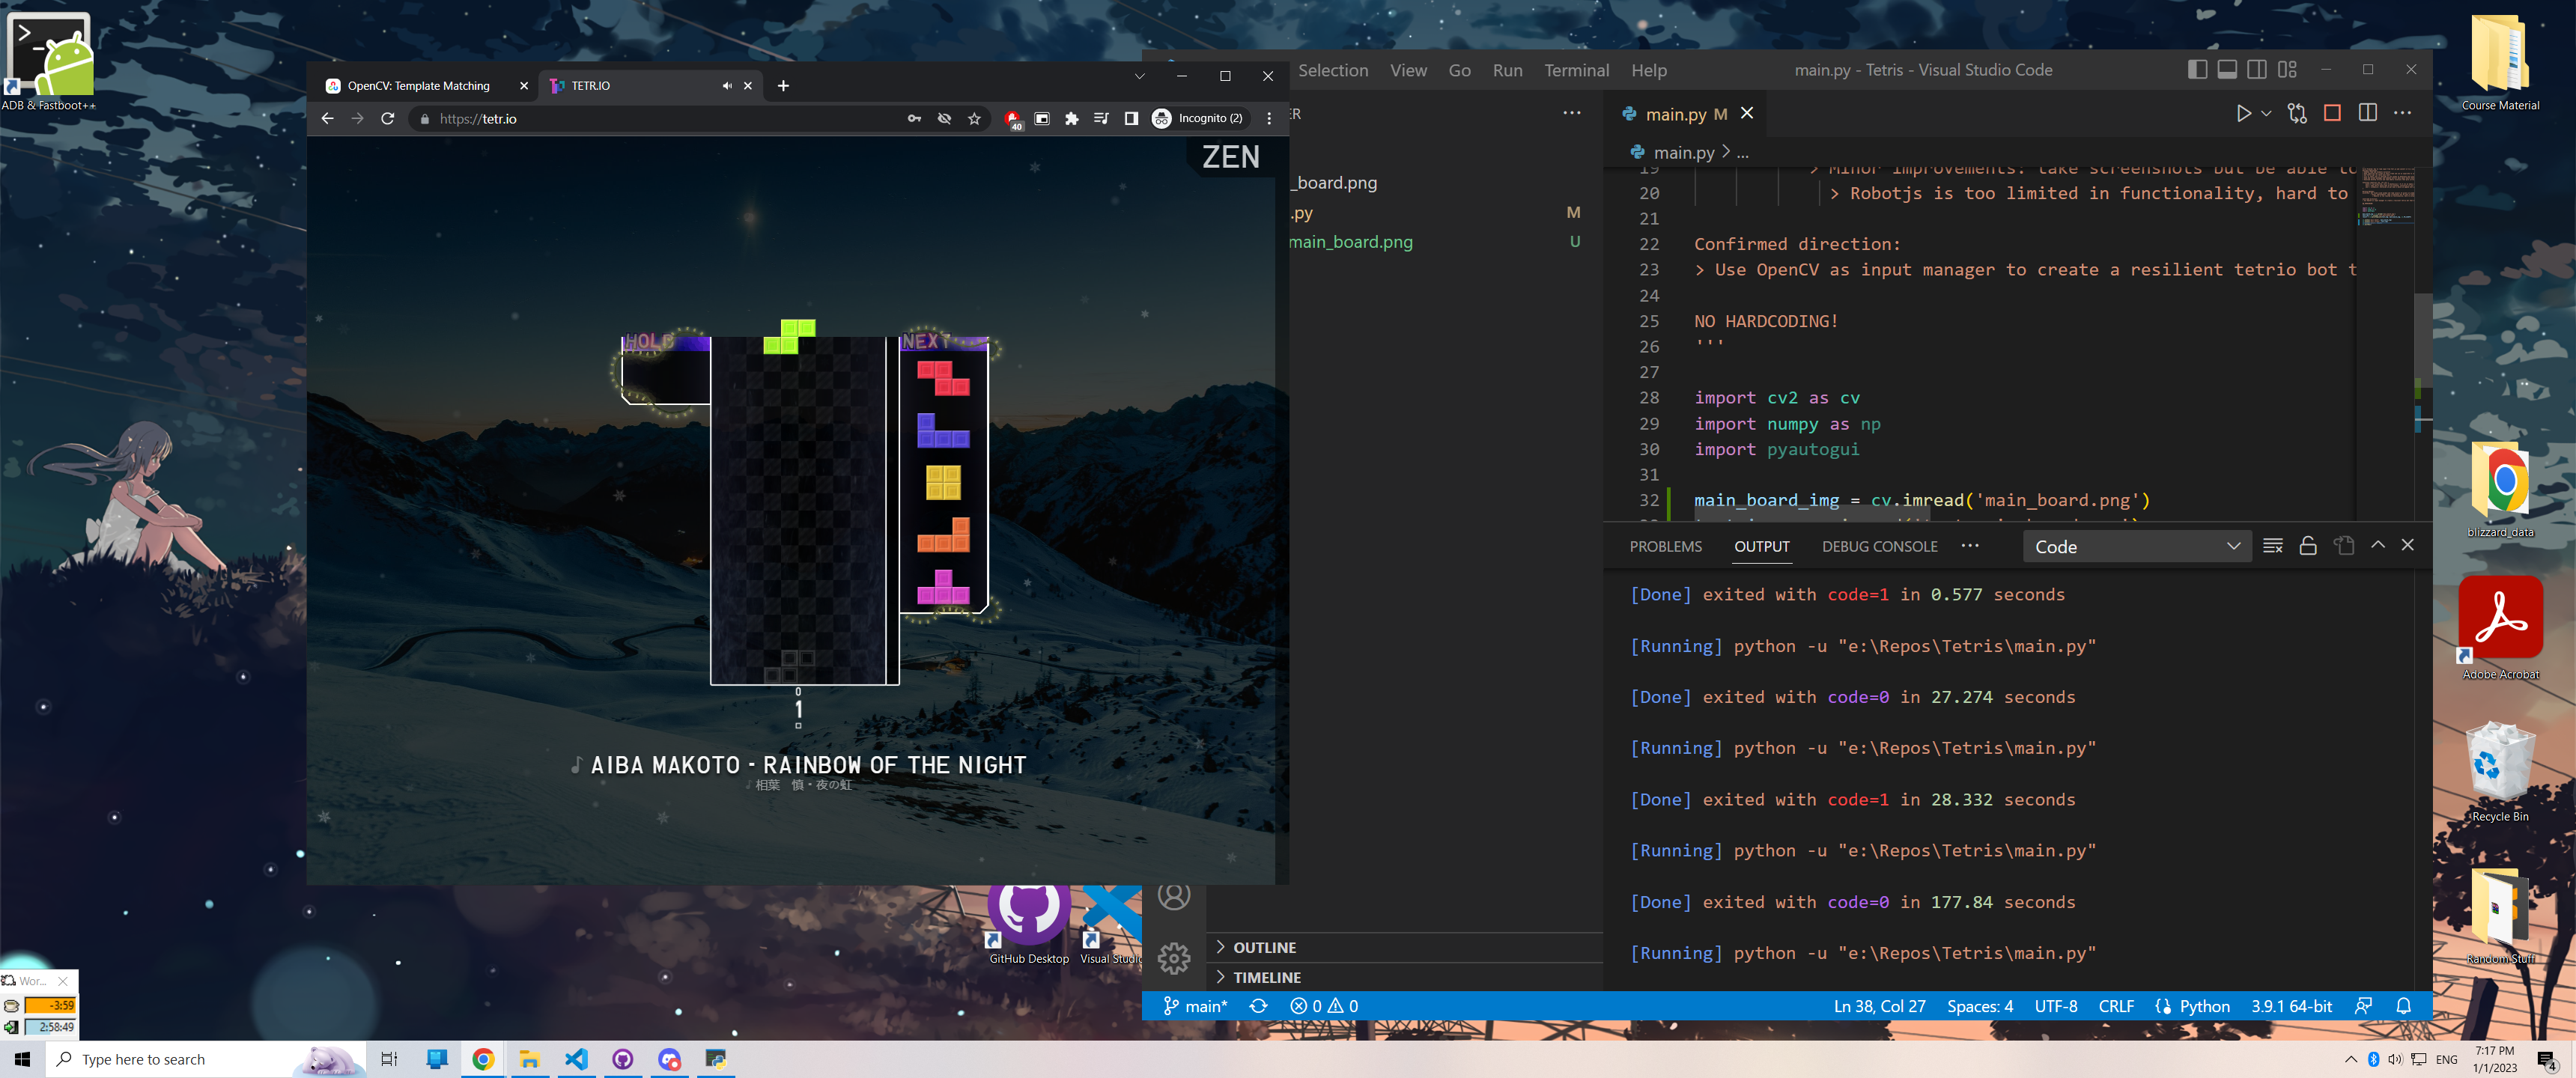 ADB & Fastboot++
OpenCV: Template Matching
TETR.IO
https://tetr.io
40
Incognito (2)
ZEN
HOLD
NEXT
0
1
AIBA MAKOTO - RAINBOW OF THE NIGHT
相葉 慎・夜の虹
Selection View Go Run Terminal Help
main.py - Tetris - Visual Studio Code
ER
_board.png
.py M
main_board.png U
OUTLINE
TIMELINE
main.py M
main.py > ...
19 > Minor improvements: take screenshots but be able to
20 > Robotjs is too limited in functionality, hard to
21
22 Confirmed direction:
23 > Use OpenCV as input manager to create a resilient tetrio bot t
24
25 NO HARDCODING!
26 '''
27
28 import cv2 as cv
29 import numpy as np
30 import pyautogui
31
32 main_board_img = cv.imread('main_board.png')
PROBLEMS OUTPUT DEBUG CONSOLE
Code
[Done] exited with code=1 in 0.577 seconds
[Running] python -u "e:\Repos\Tetris\main.py"
[Done] exited with code=0 in 27.274 seconds
[Running] python -u "e:\Repos\Tetris\main.py"
[Done] exited with code=1 in 28.332 seconds
[Running] python -u "e:\Repos\Tetris\main.py"
[Done] exited with code=0 in 177.84 seconds
[Running] python -u "e:\Repos\Tetris\main.py"
main* 0 0
Ln 38, Col 27 Spaces: 4 UTF-8 CRLF Python 3.9.1 64-bit
GitHub Desktop
Visual Studio
Course Material
blizzard_data
Adobe Acrobat
Recycle Bin
Random Stuff
Wor...
-3:59
2:58:49
Type here to search
ENG
7:17 PM
1/1/2023
4